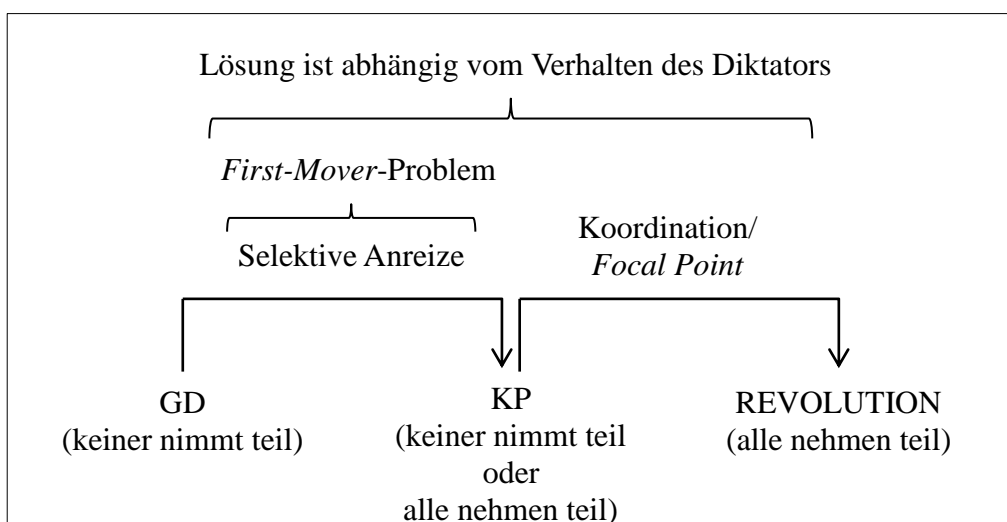 Lösung ist abhängig vom Verhalten des Diktators
First-Mover-Problem
Selektive Anreize
Koordination/
Focal Point
GD
(keiner nimmt teil)
KP
(keiner nimmt teil
oder
alle nehmen teil)
REVOLUTION
(alle nehmen teil)